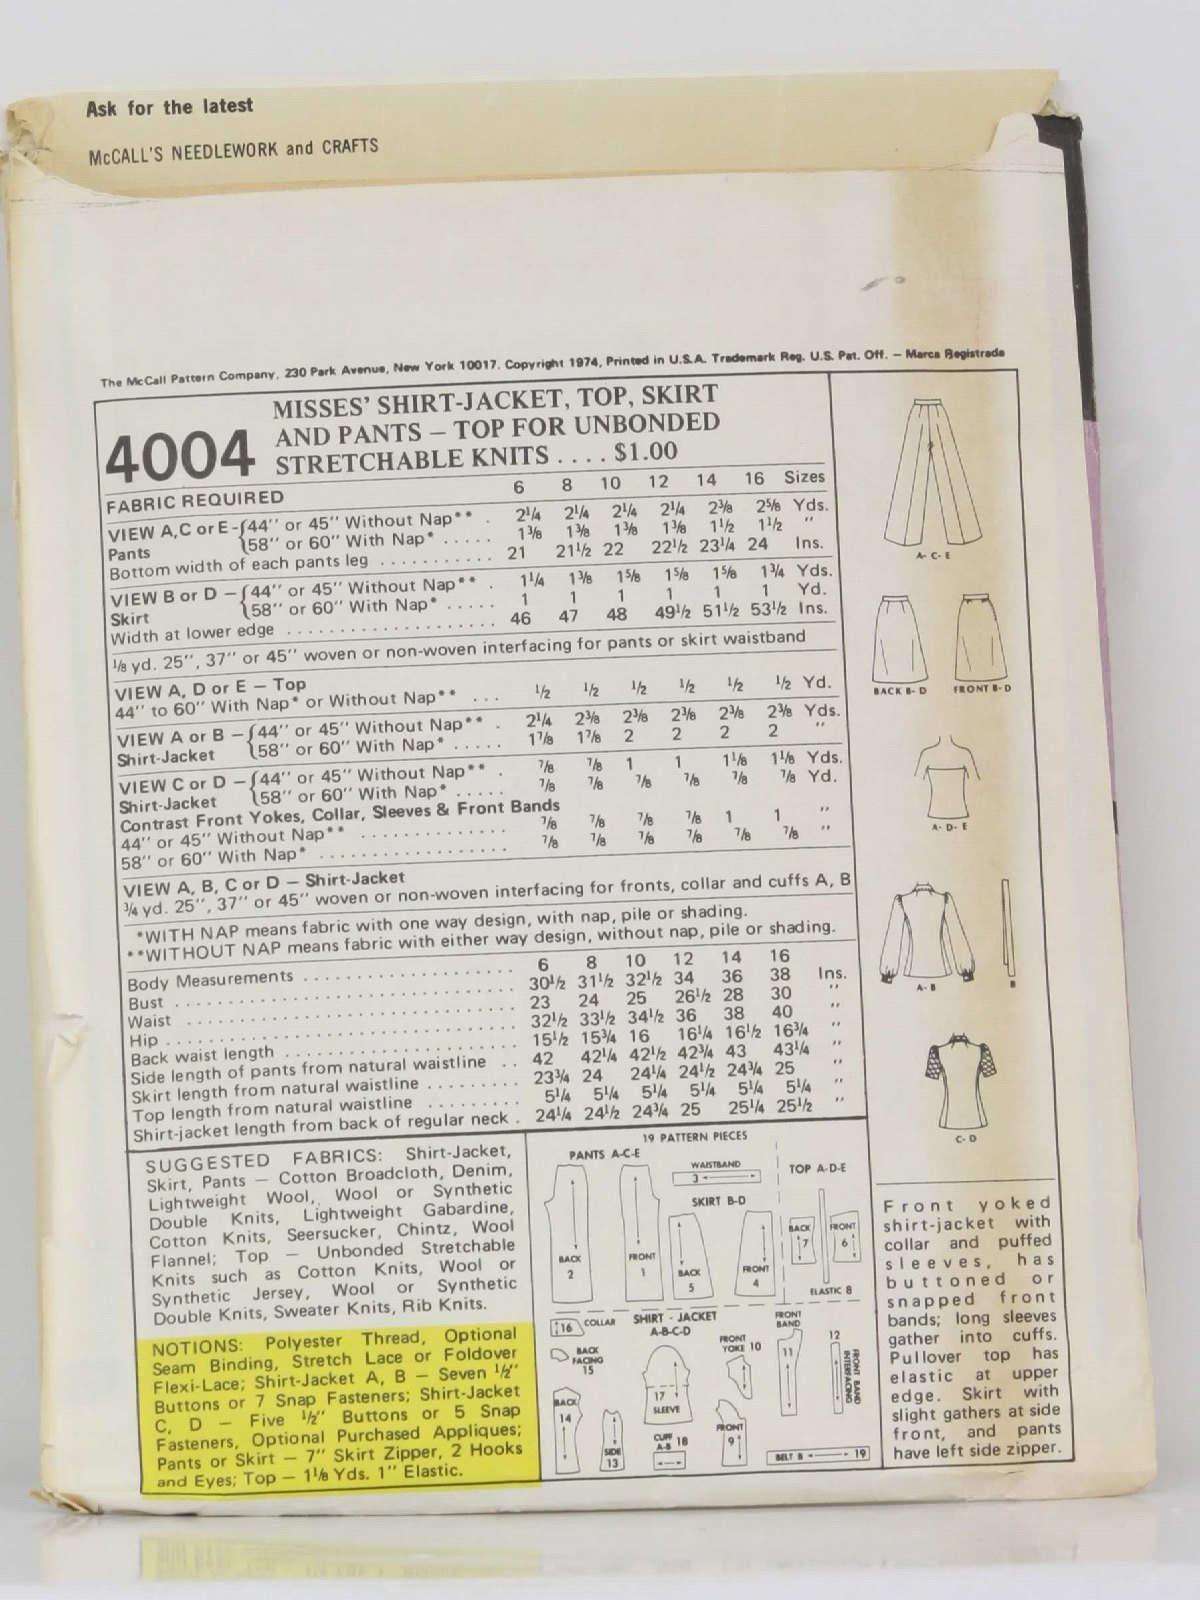 Ask for the latest
McCALL'S NEEDLEWORK and CRAFTS
The McCall Pattern Company, 230 Park Avenue, New York 10017. Copyright 1974, Printed in U.S.A. Trademark Reg. U.S. Pat. Off. – Marca Registrada
4004
MISSES' SHIRT-JACKET, TOP, SKIRT
AND PANTS – TOP FOR UNBONDED
STRETCHABLE KNITS .... $1.00
FABRIC REQUIRED 6 8 10 12 14 16 Sizes
VIEW A,C or E - {44" or 45" Without Nap** . 2¼ 2¼ 2¼ 2¼ 2⅜ 2⅝ Yds.
Pants {58" or 60" With Nap* ..... 1⅜ 1⅜ 1⅜ 1⅜ 1½ 1½ "
Bottom width of each pants leg ........... 21 21½ 22 22½ 23¼ 24 Ins.
VIEW B or D – {44" or 45" Without Nap** . 1¼ 1⅜ 1⅝ 1⅝ 1⅝ 1¾ Yds.
Skirt {58" or 60" With Nap* ..... 1 1 1 1 1 1 Yd.
Width at lower edge .................... 46 47 48 49½ 51½ 53½ Ins.
⅛ yd. 25", 37" or 45" woven or non-woven interfacing for pants or skirt waistband
VIEW A, D or E – Top
44" to 60" With Nap* or Without Nap** ... ½ ½ ½ ½ ½ ½ Yd.
VIEW A or B – {44" or 45" Without Nap** . 2¼ 2⅜ 2⅜ 2⅜ 2⅜ 2⅜ Yds.
Shirt-Jacket {58" or 60" With Nap* ..... 1⅞ 1⅞ 2 2 2 2 "
VIEW C or D – {44" or 45" Without Nap** . ⅞ ⅞ 1 1 1⅛ 1⅛ Yds.
Shirt-Jacket {58" or 60" With Nap* ..... ⅞ ⅞ ⅞ ⅞ ⅞ ⅞ Yd.
Contrast Front Yokes, Collar, Sleeves & Front Bands
44" or 45" Without Nap** .............. ⅞ ⅞ ⅞ ⅞ 1 1 "
58" or 60" With Nap* .................. ⅞ ⅞ ⅞ ⅞ ⅞ ⅞ "
VIEW A, B, C or D – Shirt-Jacket
¾ yd. 25", 37" or 45" woven or non-woven interfacing for fronts, collar and cuffs A, B
*WITH NAP means fabric with one way design, with nap, pile or shading.
**WITHOUT NAP means fabric with either way design, without nap, pile or shading.
Body Measurements .................... 6 8 10 12 14 16
Bust ................................ 30½ 31½ 32½ 34 36 38 Ins.
Waist ............................... 23 24 25 26½ 28 30 "
Hip ................................. 32½ 33½ 34½ 36 38 40 "
Back waist length ..................... 15½ 15¾ 16 16¼ 16½ 16¾ "
Side length of pants from natural waistline .. 42 42¼ 42½ 42¾ 43 43¼ "
Skirt length from natural waistline ......... 23¾ 24 24¼ 24½ 24¾ 25 "
Top length from natural waistline ......... 5¼ 5¼ 5¼ 5¼ 5¼ 5¼ "
Shirt-jacket length from back of regular neck . 24¼ 24½ 24¾ 25 25¼ 25½ "
SUGGESTED FABRICS: Shirt-Jacket,
Skirt, Pants – Cotton Broadcloth, Denim,
Lightweight Wool, Wool or Synthetic
Double Knits, Lightweight Gabardine,
Cotton Knits, Seersucker, Chintz, Wool
Flannel; Top – Unbonded Stretchable
Knits such as Cotton Knits, Wool or
Synthetic Jersey, Wool or Synthetic
Double Knits, Sweater Knits, Rib Knits.
NOTIONS: Polyester Thread, Optional
Seam Binding, Stretch Lace or Foldover
Flexi-Lace; Shirt-Jacket A, B – Seven ½"
Buttons or 7 Snap Fasteners; Shirt-Jacket
C, D – Five ½" Buttons or 5 Snap
Fasteners, Optional Purchased Appliques;
Pants or Skirt – 7" Skirt Zipper, 2 Hooks
and Eyes; Top – 1⅛ Yds. 1" Elastic.
19 PATTERN PIECES
PANTS A-C-E
WAISTBAND
3
TOP A-D-E
SKIRT B-D
BACK
2
FRONT
1
BACK
5
FRONT
4
BACK
7
FRONT
6
ELASTIC 8
16 COLLAR
SHIRT - JACKET
A-B-C-D
FRONT
BAND
11
12
FRONT BAND
INTERFACING
BACK
FACING
15
FRONT
YOKE 10
17
SLEEVE
BACK
14
SIDE
13
CUFF
A-B 18
FRONT
9
BELT B 19
A- C- E
BACK B- D
FRONT B-D
A- D- E
A- B
B
C- D
Front yoked
shirt-jacket with
collar and puffed
sleeves, has
buttoned or
snapped front
bands; long sleeves
gather into cuffs.
Pullover top has
elastic at upper
edge. Skirt with
slight gathers at side
front, and pants
have left side zipper.